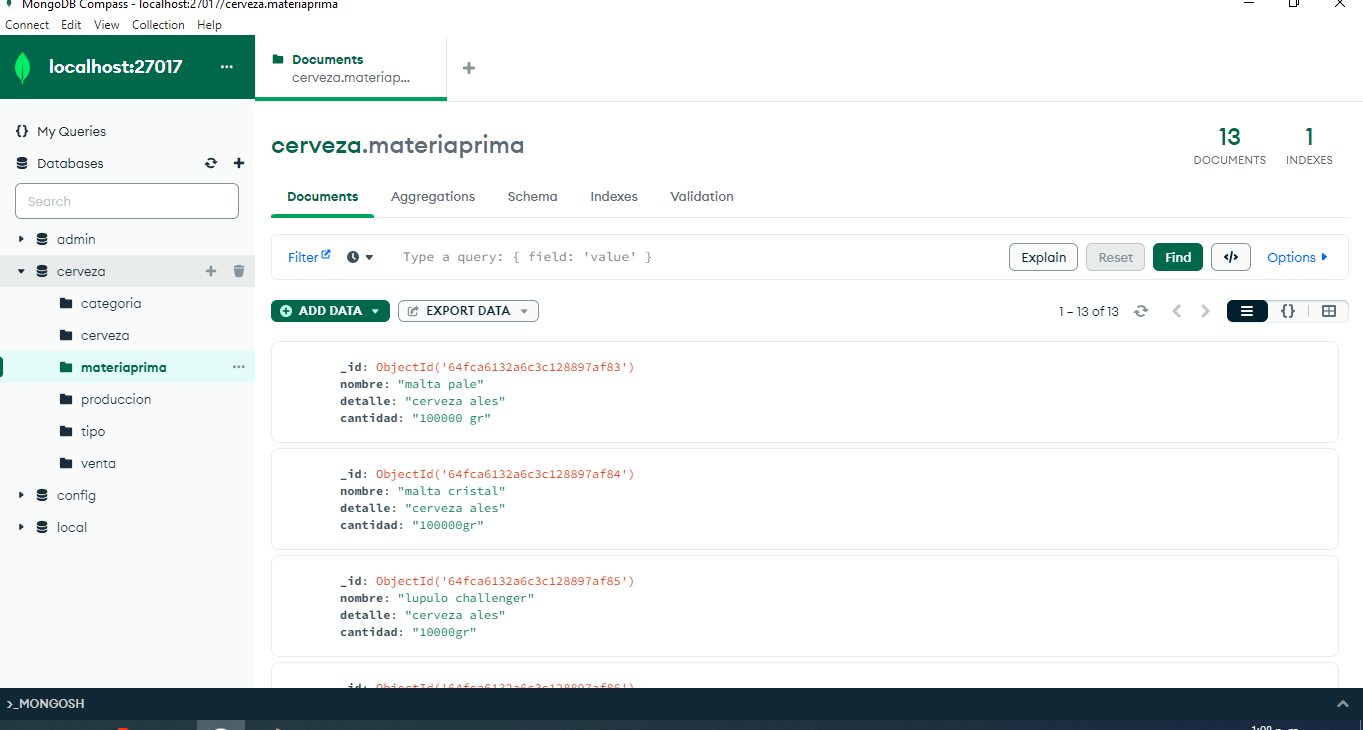 MongoDB Compass - localhost:27017/cerveza.materiaprima
Connect Edit View Collection Help
localhost:27017 ...
Documents
cerveza.materiap...
My Queries
Databases
Search
admin
cerveza
categoria
cerveza
materiaprima
produccion
tipo
venta
config
local
cerveza.materiaprima
13
DOCUMENTS
1
INDEXES
Documents Aggregations Schema Indexes Validation
Filter Type a query: { field: 'value' } Explain Reset Find </> Options
ADD DATA EXPORT DATA 1 – 13 of 13 {}
_id: ObjectId('64fca6132a6c3c128897af83')
nombre: "malta pale"
detalle: "cerveza ales"
cantidad: "100000 gr"
_id: ObjectId('64fca6132a6c3c128897af84')
nombre: "malta cristal"
detalle: "cerveza ales"
cantidad: "100000gr"
_id: ObjectId('64fca6132a6c3c128897af85')
nombre: "lupulo challenger"
detalle: "cerveza ales"
cantidad: "10000gr"
_id: ObjectId('64fca6132a6c3c128897af86')
>_MONGOSH